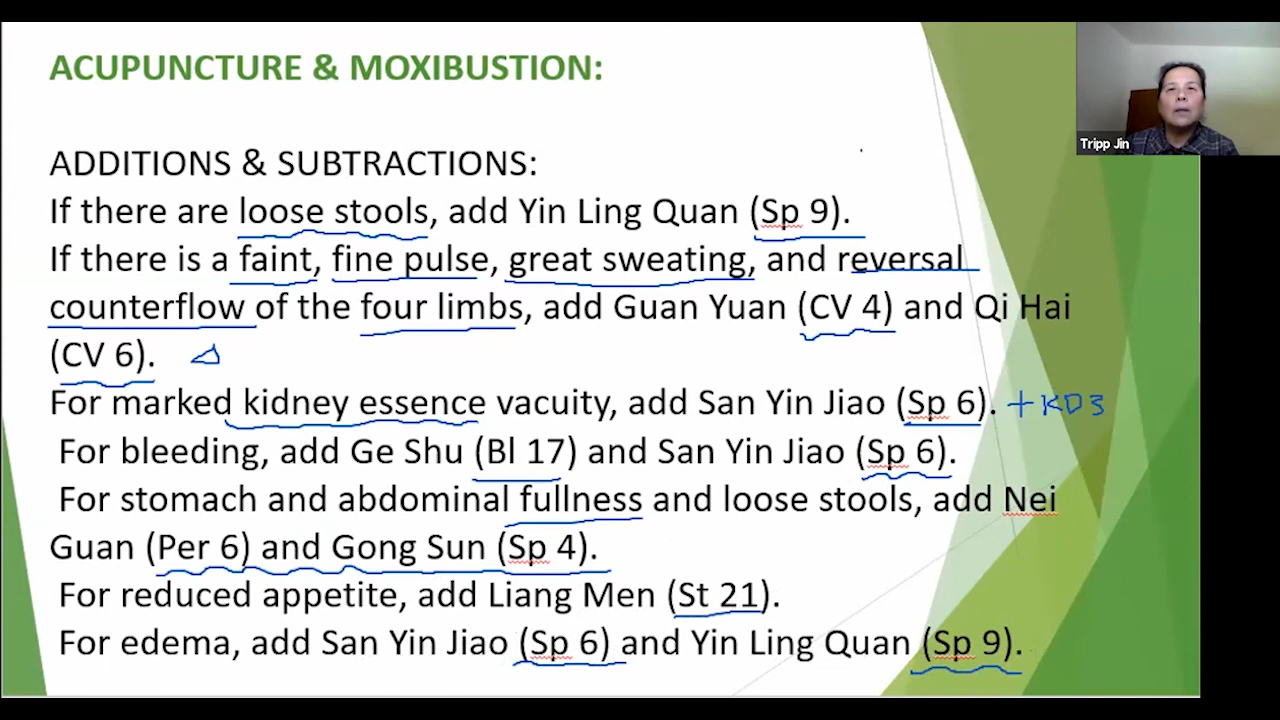 ACUPUNCTURE & MOXIBUSTION:
Tripp Jin
ADDITIONS & SUBTRACTIONS:
If there are loose stools, add Yin Ling Quan (Sp 9).
If there is a faint, fine pulse, great sweating, and reversal
counterflow of the four limbs, add Guan Yuan (CV 4) and Qi Hai
(CV 6).
For marked kidney essence vacuity, add San Yin Jiao (Sp 6). + KD3
For bleeding, add Ge Shu (Bl 17) and San Yin Jiao (Sp 6).
For stomach and abdominal fullness and loose stools, add Nei
Guan (Per 6) and Gong Sun (Sp 4).
For reduced appetite, add Liang Men (St 21).
For edema, add San Yin Jiao (Sp 6) and Yin Ling Quan (Sp 9).